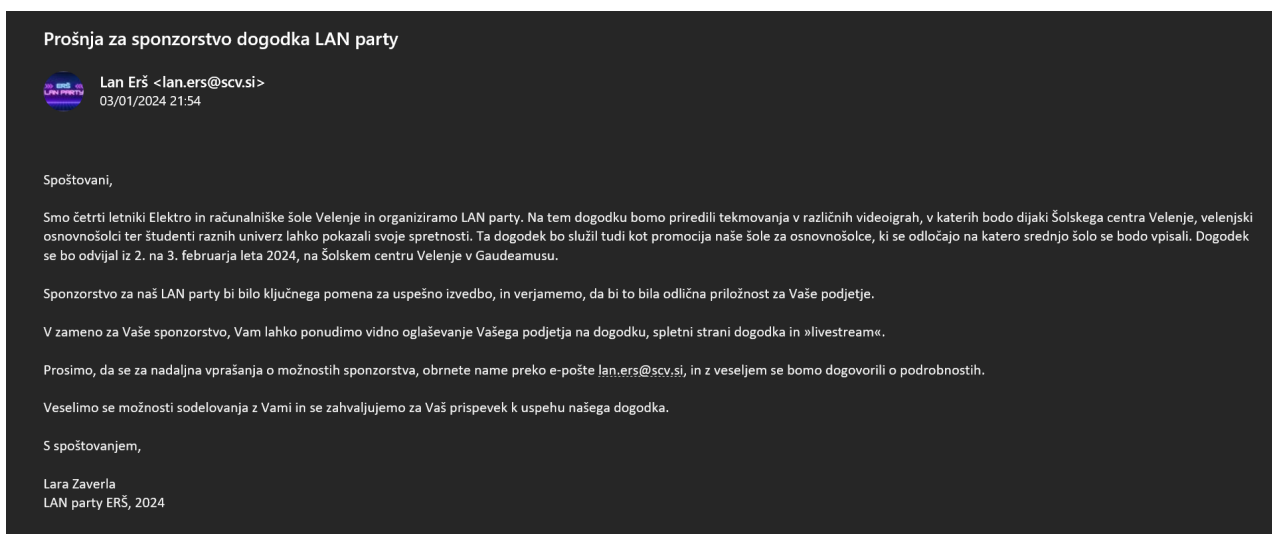 Prošnja za sponzorstvo dogodka LAN party
ERŠ
LAN PARTY
Lan Erš <lan.ers@scv.si>
03/01/2024 21:54
Spoštovani,
Smo četrti letniki Elektro in računalniške šole Velenje in organiziramo LAN party. Na tem dogodku bomo priredili tekmovanja v različnih videoigrah, v katerih bodo dijaki Šolskega centra Velenje, velenjski
osnovnošolci ter študenti raznih univerz lahko pokazali svoje spretnosti. Ta dogodek bo služil tudi kot promocija naše šole za osnovnošolce, ki se odločajo na katero srednjo šolo se bodo vpisali. Dogodek
se bo odvijal iz 2. na 3. februarja leta 2024, na Šolskem centru Velenje v Gaudeamusu.
Sponzorstvo za naš LAN party bi bilo ključnega pomena za uspešno izvedbo, in verjamemo, da bi to bila odlična priložnost za Vaše podjetje.
V zameno za Vaše sponzorstvo, Vam lahko ponudimo vidno oglaševanje Vašega podjetja na dogodku, spletni strani dogodka in »livestream«.
Prosimo, da se za nadaljna vprašanja o možnostih sponzorstva, obrnete name preko e-pošte lan.ers@scv.si, in z veseljem se bomo dogovorili o podrobnostih.
Veselimo se možnosti sodelovanja z Vami in se zahvaljujemo za Vaš prispevek k uspehu našega dogodka.
S spoštovanjem,
Lara Zaverla
LAN party ERŠ, 2024